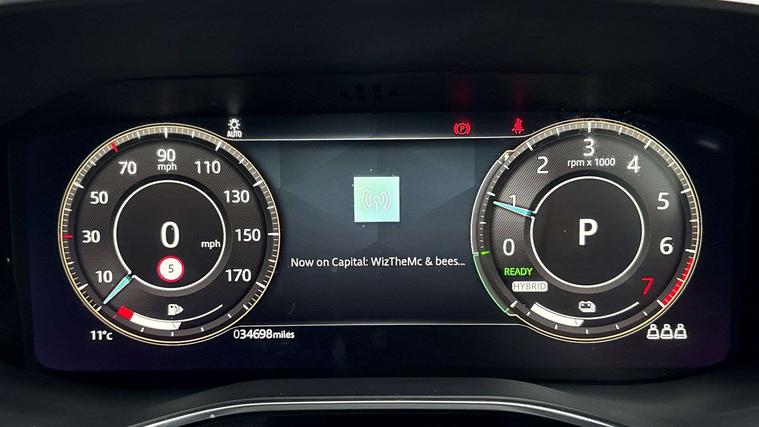 AUTO
P
10
30
50
70
90
mph
110
130
150
170
0 mph
5
Now on Capital: WizTheMc & bees...
0
1
2
3
rpm x 1000
4
5
6
7
P
READY
HYBRID
11°c
034698miles